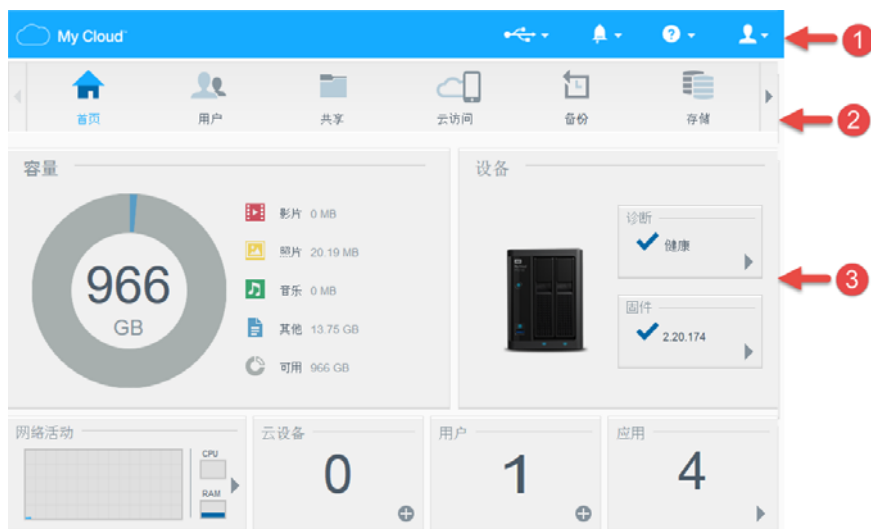 My Cloud
1
首页
用户
共享
云访问
备份
存储
2
容量
966
GB
影片 0 MB
照片 20.19 MB
音乐 0 MB
其他 13.75 GB
可用 966 GB
设备
诊断
健康
固件
2.20.174
3
网络活动
CPU
RAM
云设备
0
用户
1
应用
4